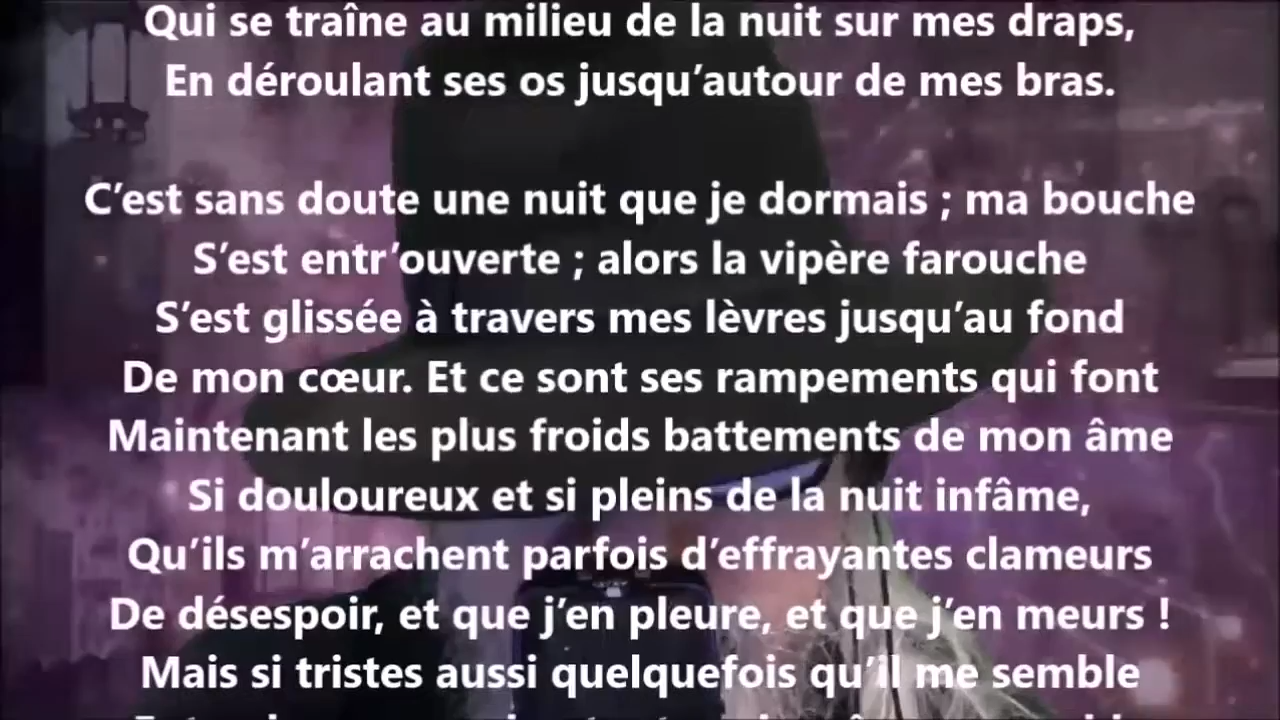 Qui se traîne au milieu de la nuit sur mes draps,
En déroulant ses os jusqu’autour de mes bras.
C’est sans doute une nuit que je dormais ; ma bouche
S’est entr’ouverte ; alors la vipère farouche
S’est glissée à travers mes lèvres jusqu’au fond
De mon cœur. Et ce sont ses rampements qui font
Maintenant les plus froids battements de mon âme
Si douloureux et si pleins de la nuit infâme,
Qu’ils m’arrachent parfois d’effrayantes clameurs
De désespoir, et que j’en pleure, et que j’en meurs !
Mais si tristes aussi quelquefois qu’il me semble